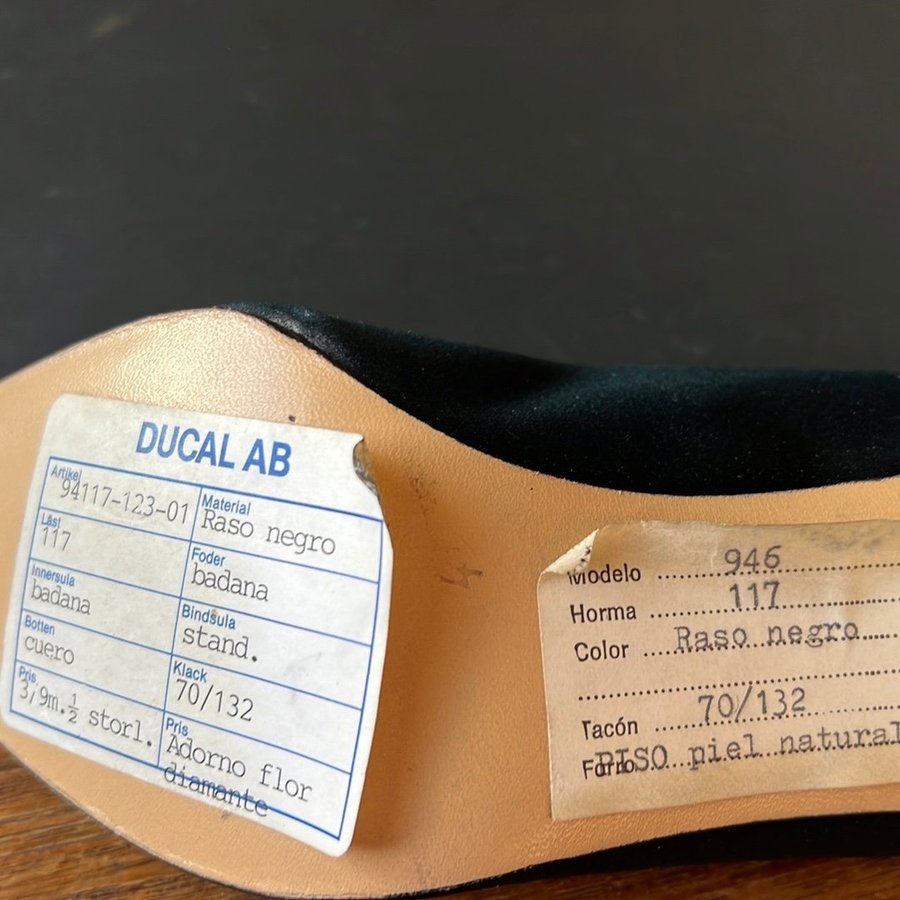 DUCAL AB
Artikel
94117-123-01
Material
Raso negro
Läst
117
Foder
badana
Innersula
badana
Bindsula
stand.
Botten
cuero
Klack
70/132
Pris
3,9m.½ storl.
Pris
Adorno flor
diamante
Modelo ..... 946
Horma ..... 117
Color ..... Raso negro
Tacón ..... 70/132
Forro PISO piel natural